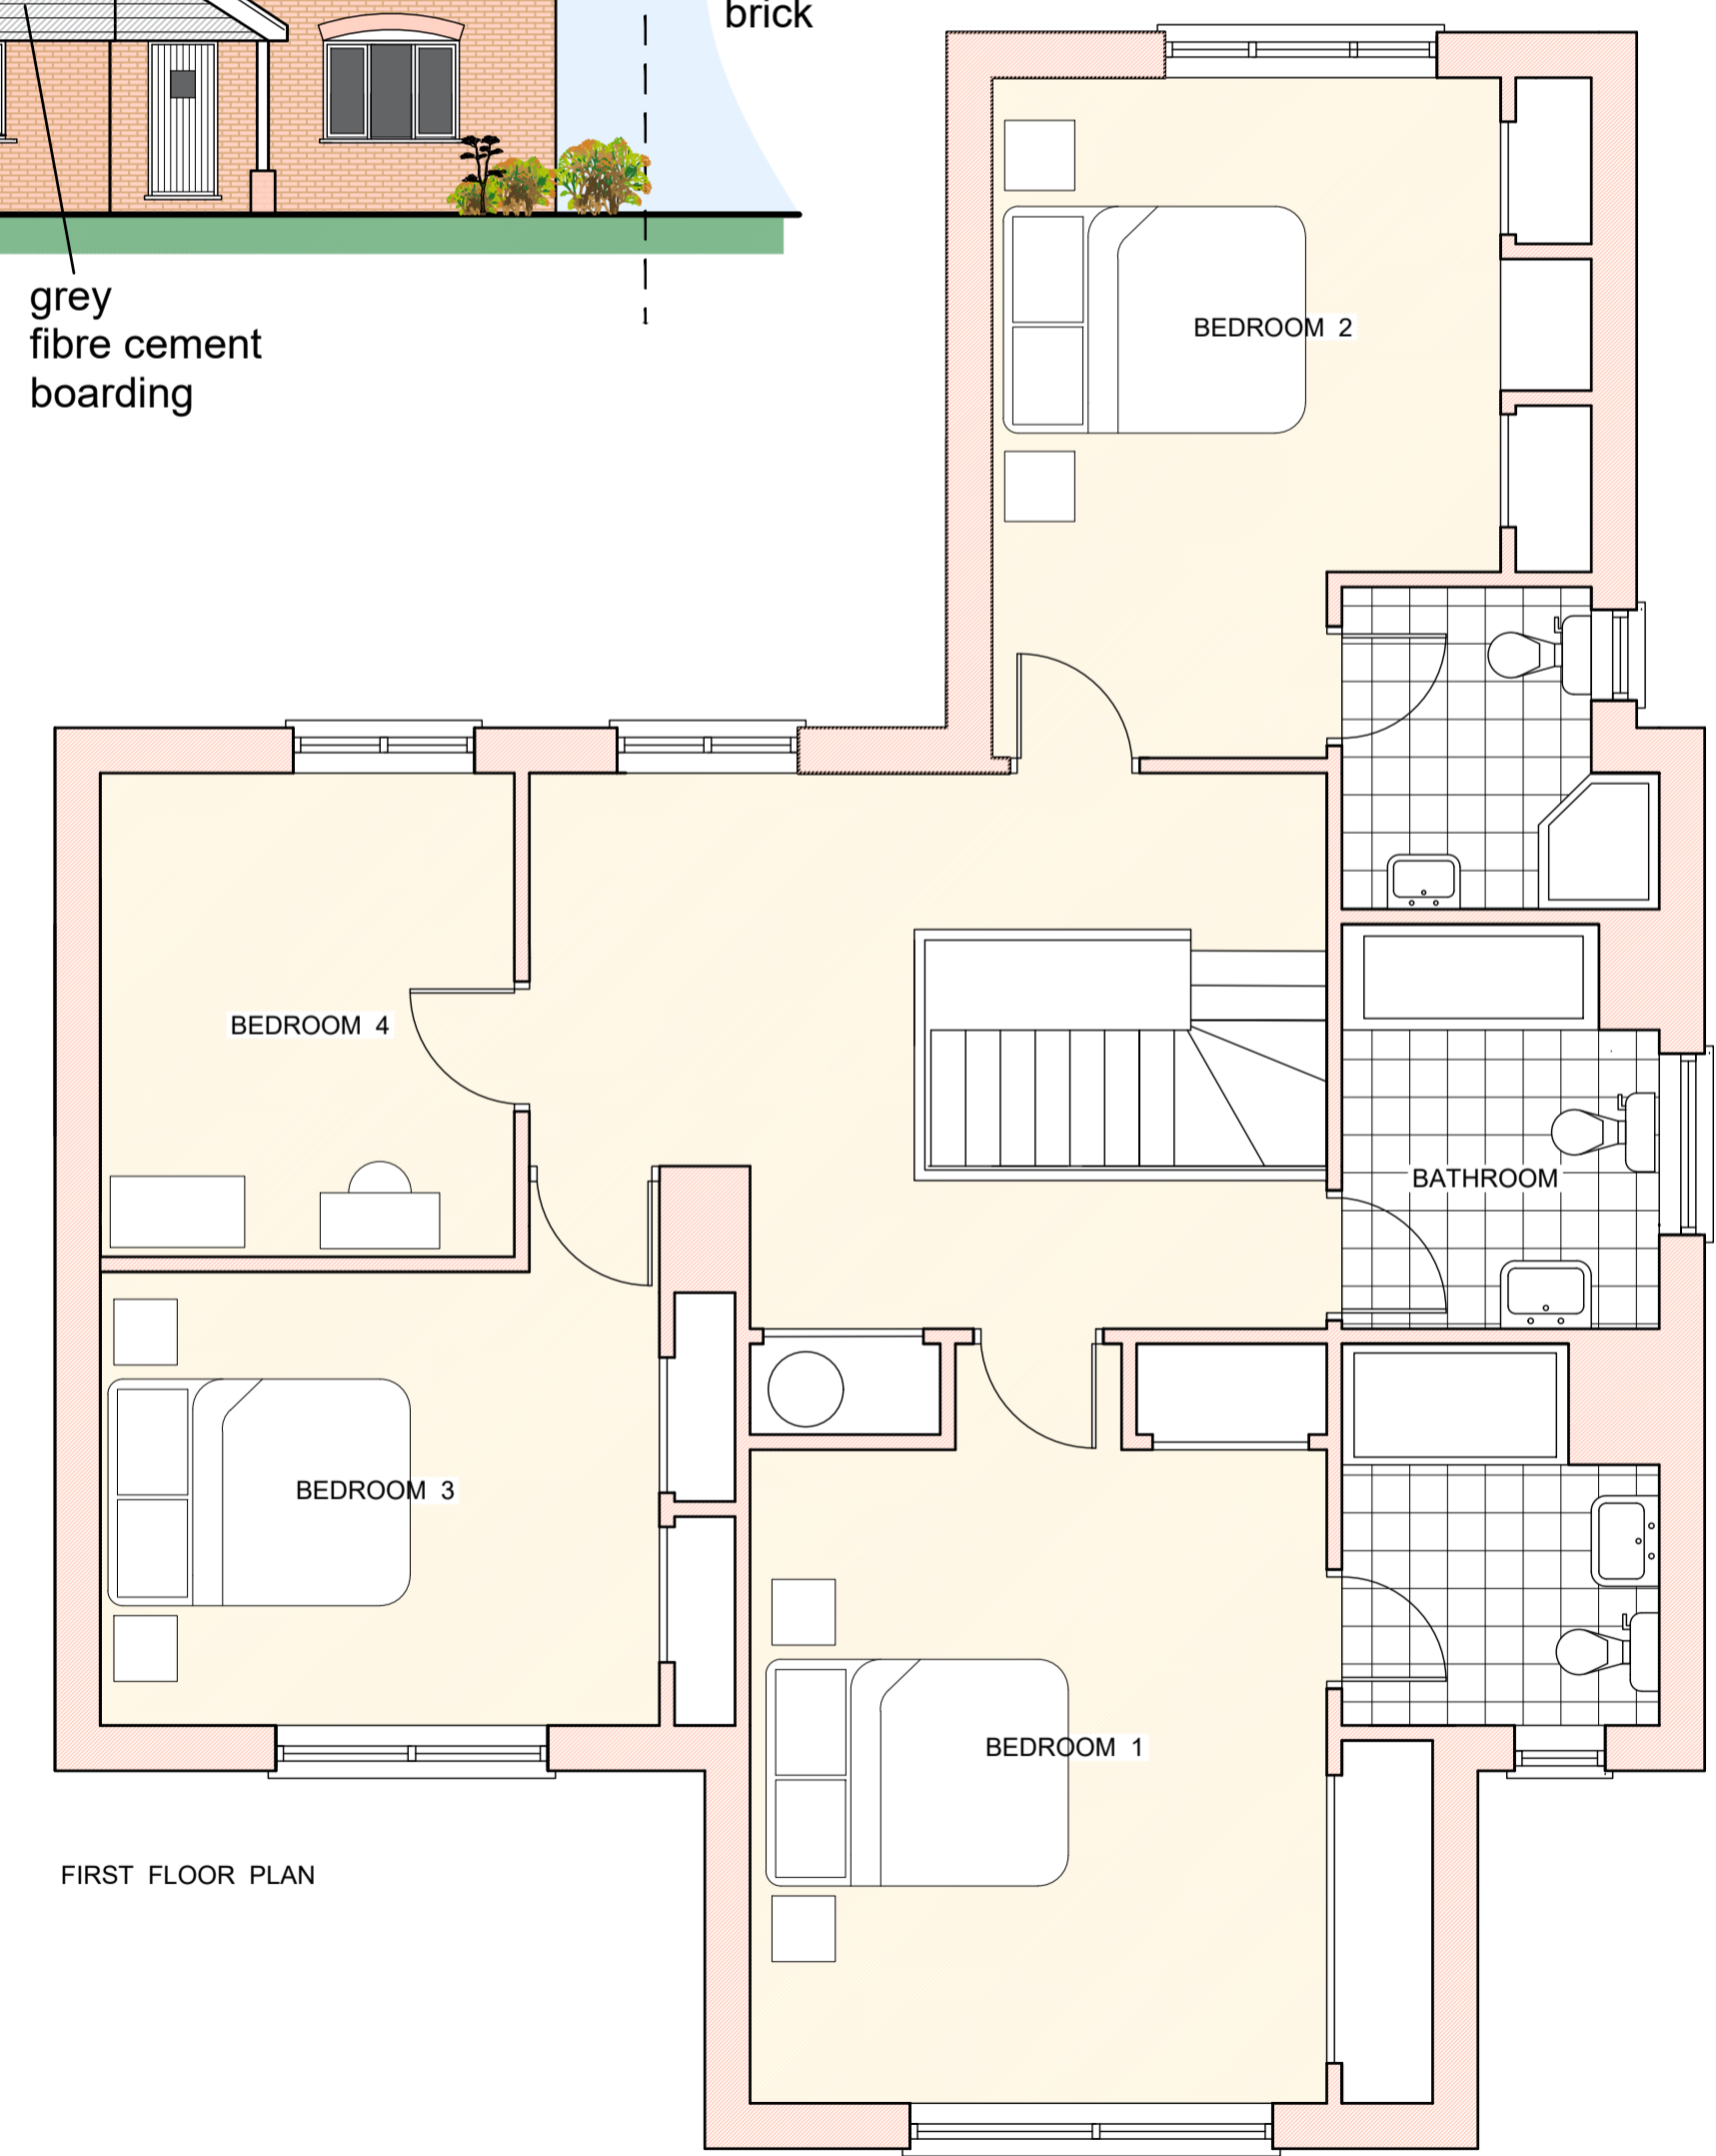 brick
grey
fibre cement
boarding
BEDROOM 2
BEDROOM 4
BATHROOM
BEDROOM 3
BEDROOM 1
FIRST FLOOR PLAN